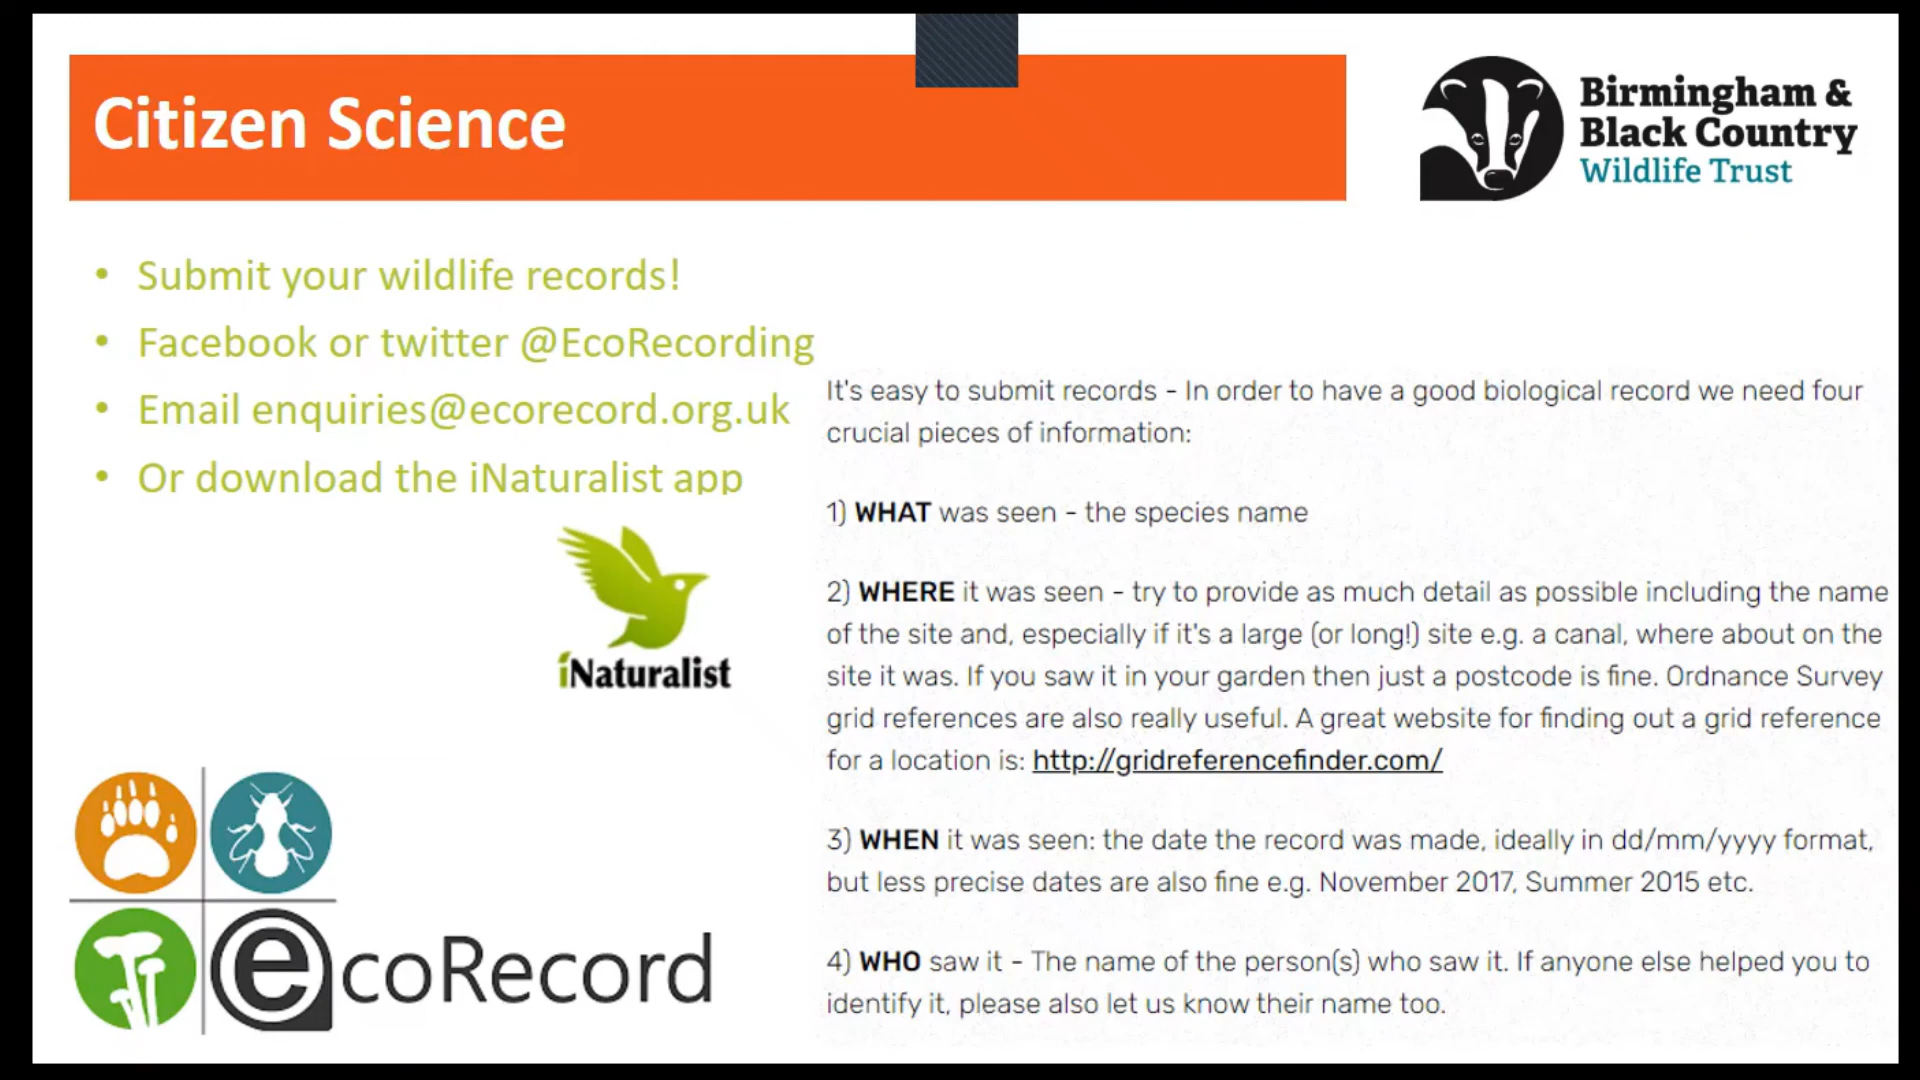 Citizen Science
Birmingham &
Black Country
Wildlife Trust
• Submit your wildlife records!
• Facebook or twitter @EcoRecording
• Email enquiries@ecorecord.org.uk
• Or download the iNaturalist app
iNaturalist
ecoRecord
It's easy to submit records - In order to have a good biological record we need four
crucial pieces of information:
1) WHAT was seen - the species name
2) WHERE it was seen - try to provide as much detail as possible including the name
of the site and, especially if it's a large (or long!) site e.g. a canal, where about on the
site it was. If you saw it in your garden then just a postcode is fine. Ordnance Survey
grid references are also really useful. A great website for finding out a grid reference
for a location is: http://gridreferencefinder.com/
3) WHEN it was seen: the date the record was made, ideally in dd/mm/yyyy format,
but less precise dates are also fine e.g. November 2017, Summer 2015 etc.
4) WHO saw it - The name of the person(s) who saw it. If anyone else helped you to
identify it, please also let us know their name too.